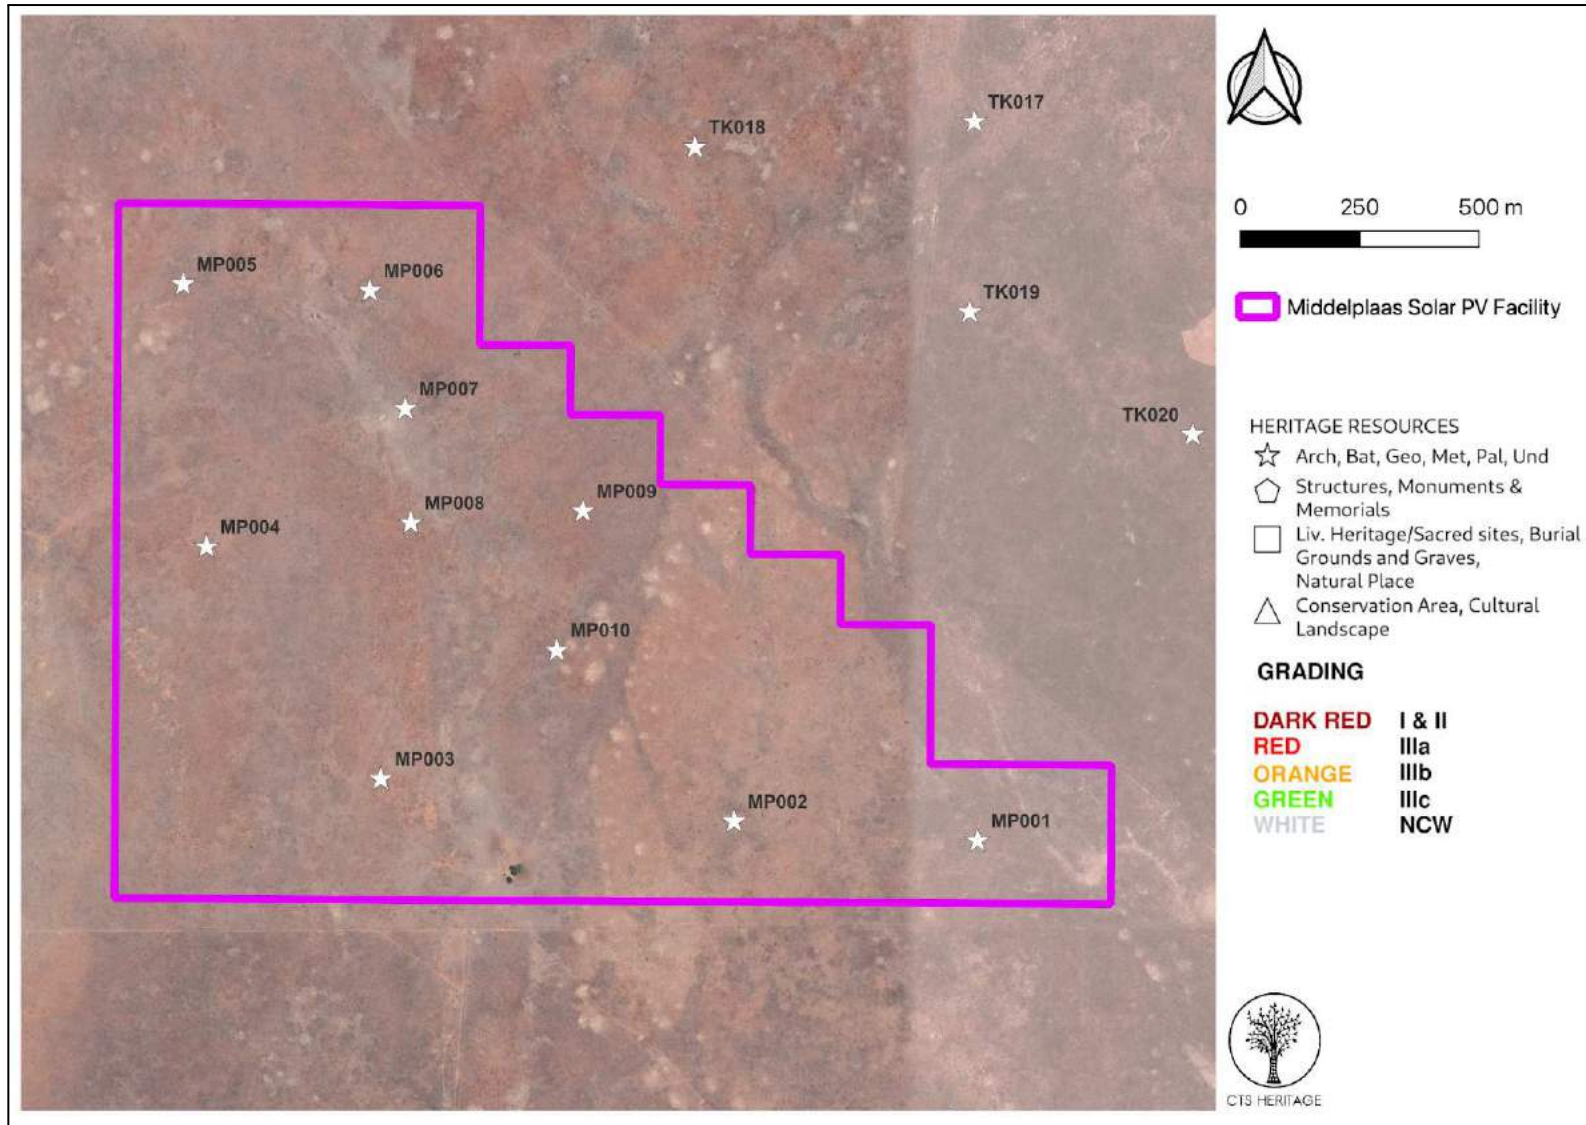 TK017
TK018
MP005
MP006
TK019
MP007
TK020
MP009
MP008
MP004
MP010
MP003
MP002
MP001
0 250 500 m
Middelplaas Solar PV Facility
HERITAGE RESOURCES
Arch, Bat, Geo, Met, Pal, Und
Structures, Monuments &
Memorials
Liv. Heritage/Sacred sites, Burial
Grounds and Graves,
Natural Place
Conservation Area, Cultural
Landscape
GRADING
DARK RED I & II
RED IIIa
ORANGE IIIb
GREEN IIIc
WHITE NCW
CTS HERITAGE